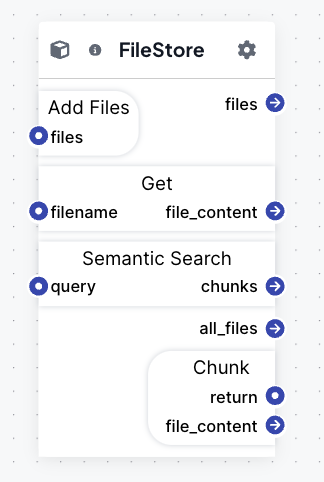 FileStore
Add Files
files
files
Get
filename file_content
Semantic Search
query chunks
all_files
Chunk
return
file_content